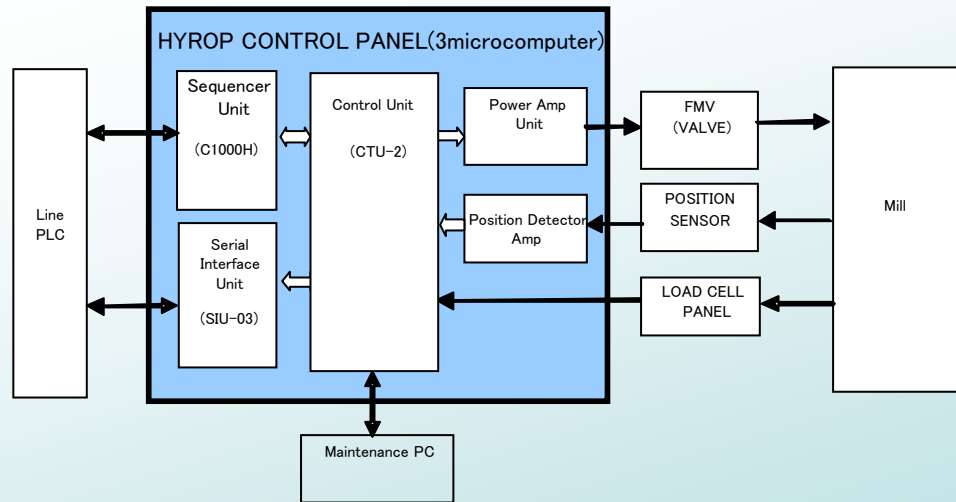 HYROP CONTROL PANEL(3microcomputer)
Line
PLC
Sequencer
Unit
(C1000H)
Serial
Interface
Unit
(SIU-03)
Control Unit
(CTU-2)
Power Amp
Unit
Position Detector
Amp
FMV
(VALVE)
POSITION
SENSOR
LOAD CELL
PANEL
Mill
Maintenance PC